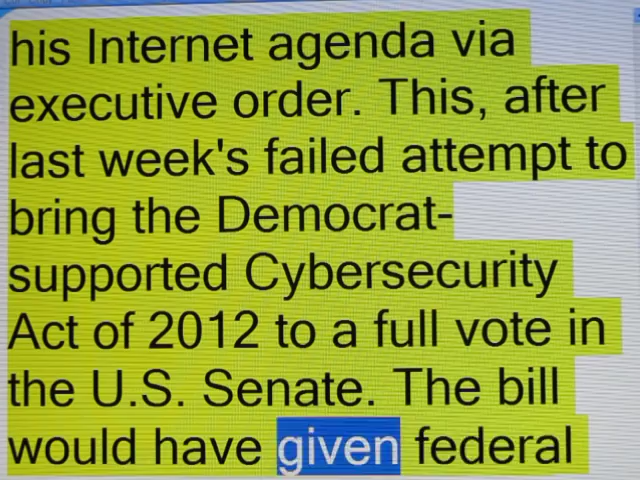 his Internet agenda via
executive order. This, after
last week's failed attempt to
bring the Democrat-
supported Cybersecurity
Act of 2012 to a full vote in
the U.S. Senate. The bill
would have given federal